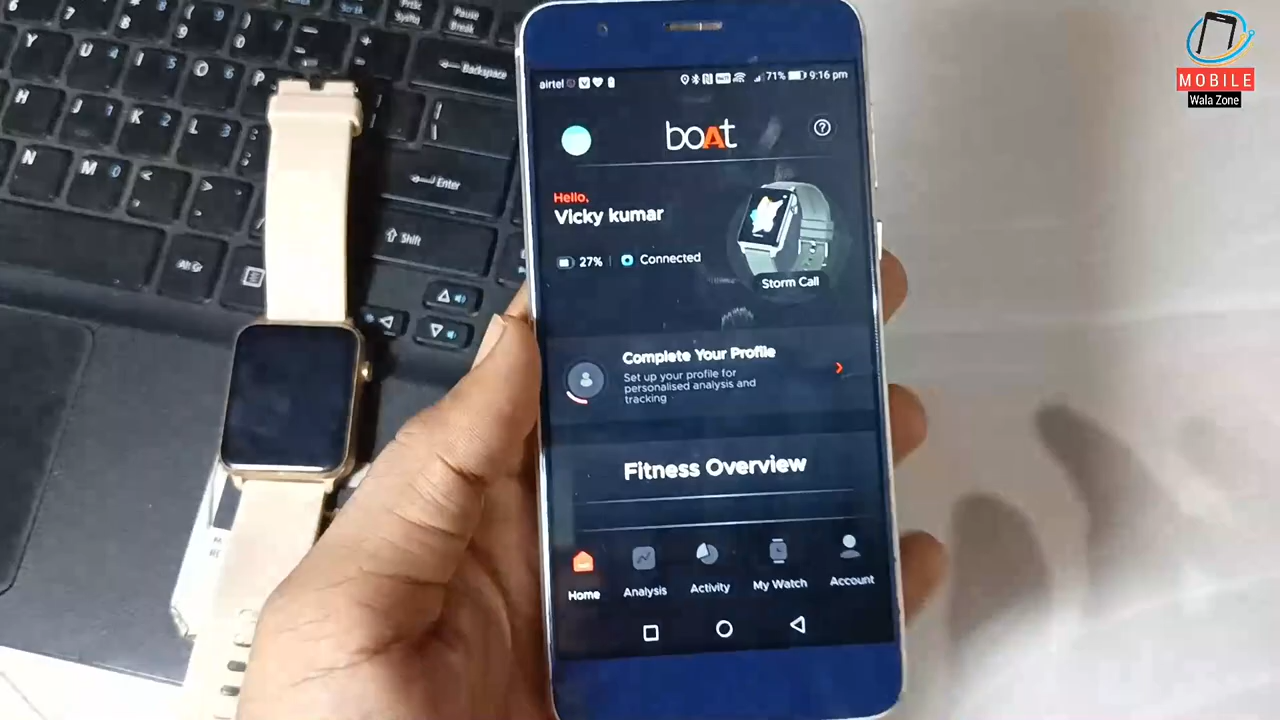 MOBILE
Wala Zone
airtel
71% 9:16 pm
boAt
Hello,
Vicky kumar
27% | Connected
Storm Call
Complete Your Profile
Set up your profile for
personalised analysis and
tracking
Fitness Overview
Home
Analysis
Activity
My Watch
Account
Pause
Break
Backspace
Enter
Shift
Alt Gr
Y
U
I
O
P
H
J
K
L
N
M